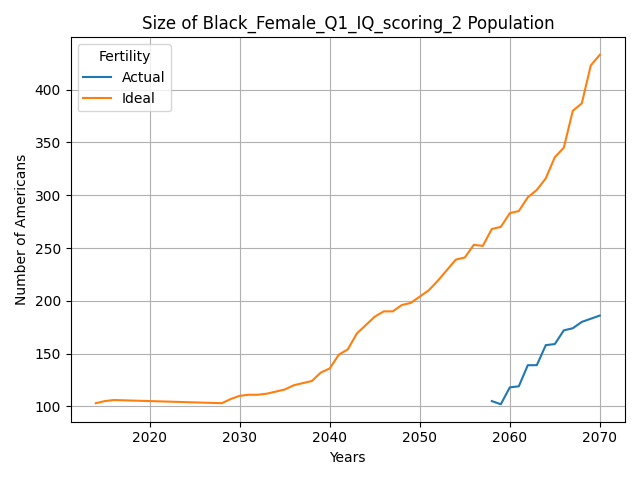 Size of Black_Female_Q1_IQ_scoring_2 Population
Fertility
Actual
Ideal
Number of Americans
400
350
300
250
200
150
100
2020 2030 2040 2050 2060 2070
Years